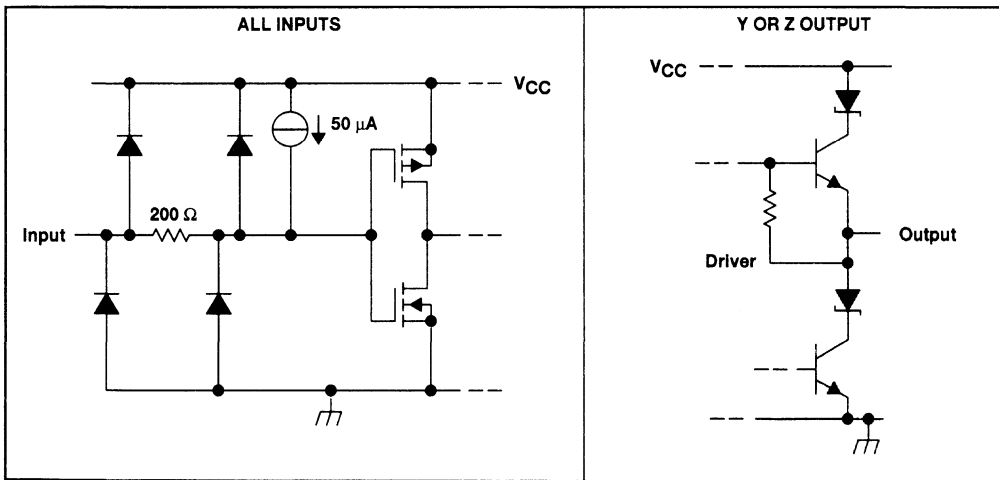 ALL INPUTS
VCC
50 μA
200 Ω
Input
Y OR Z OUTPUT
VCC
Output
Driver